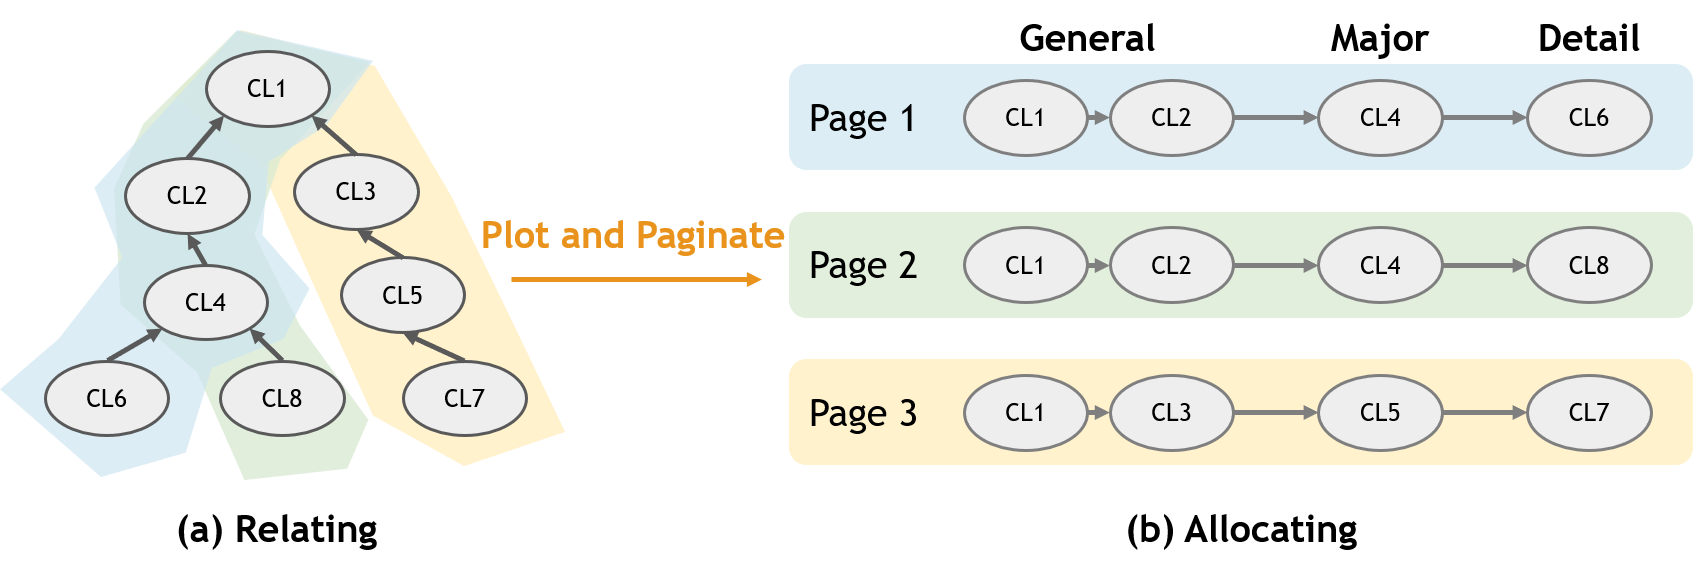 CL1
CL2
CL3
CL4
CL5
CL6
CL8
CL7
(a) Relating
Plot and Paginate
General Major Detail
Page 1 CL1 CL2 CL4 CL6
Page 2 CL1 CL2 CL4 CL8
Page 3 CL1 CL3 CL5 CL7
(b) Allocating